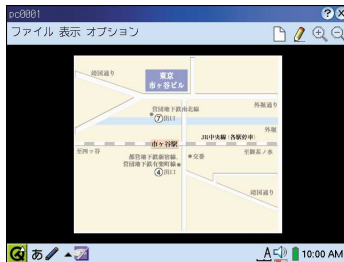 pc0001
ファイル 表示 オプション
靖国通り
東京
市ヶ谷ビル
営団地下鉄南北線
⑦出口
外堀通り
外堀
JR中央線(各駅停車)
市ヶ谷駅
至四ッ谷
至御茶ノ水
都営地下鉄新宿線、
営団地下鉄有楽町線
④出口
交番
靖国通り
あ
A
10:00 AM